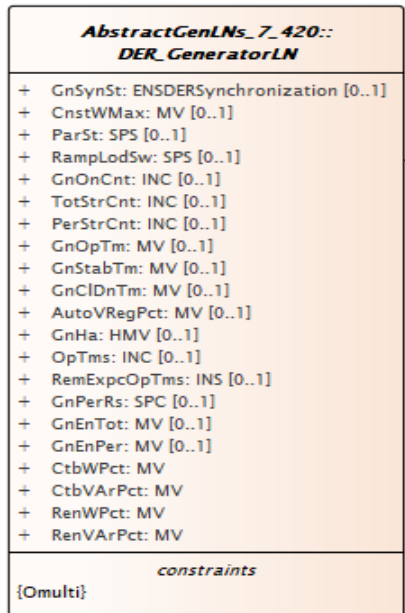 AbstractGenLNs_7_420::
DER_GeneratorLN
+ GnSynSt: ENSDERSynchronization [0..1]
+ CnstWMax: MV [0..1]
+ ParSt: SPS [0..1]
+ RampLodSw: SPS [0..1]
+ GnOnCnt: INC [0..1]
+ TotStrCnt: INC [0..1]
+ PerStrCnt: INC [0..1]
+ GnOpTm: MV [0..1]
+ GnStabTm: MV [0..1]
+ GnClDnTm: MV [0..1]
+ AutoVRegPct: MV [0..1]
+ GnHa: HMV [0..1]
+ OpTms: INC [0..1]
+ RemExpcOpTms: INS [0..1]
+ GnPerRs: SPC [0..1]
+ GnEnTot: MV [0..1]
+ GnEnPer: MV [0..1]
+ CtbWPct: MV
+ CtbVArPct: MV
+ RenWPct: MV
+ RenVArPct: MV
constraints
{Omulti}